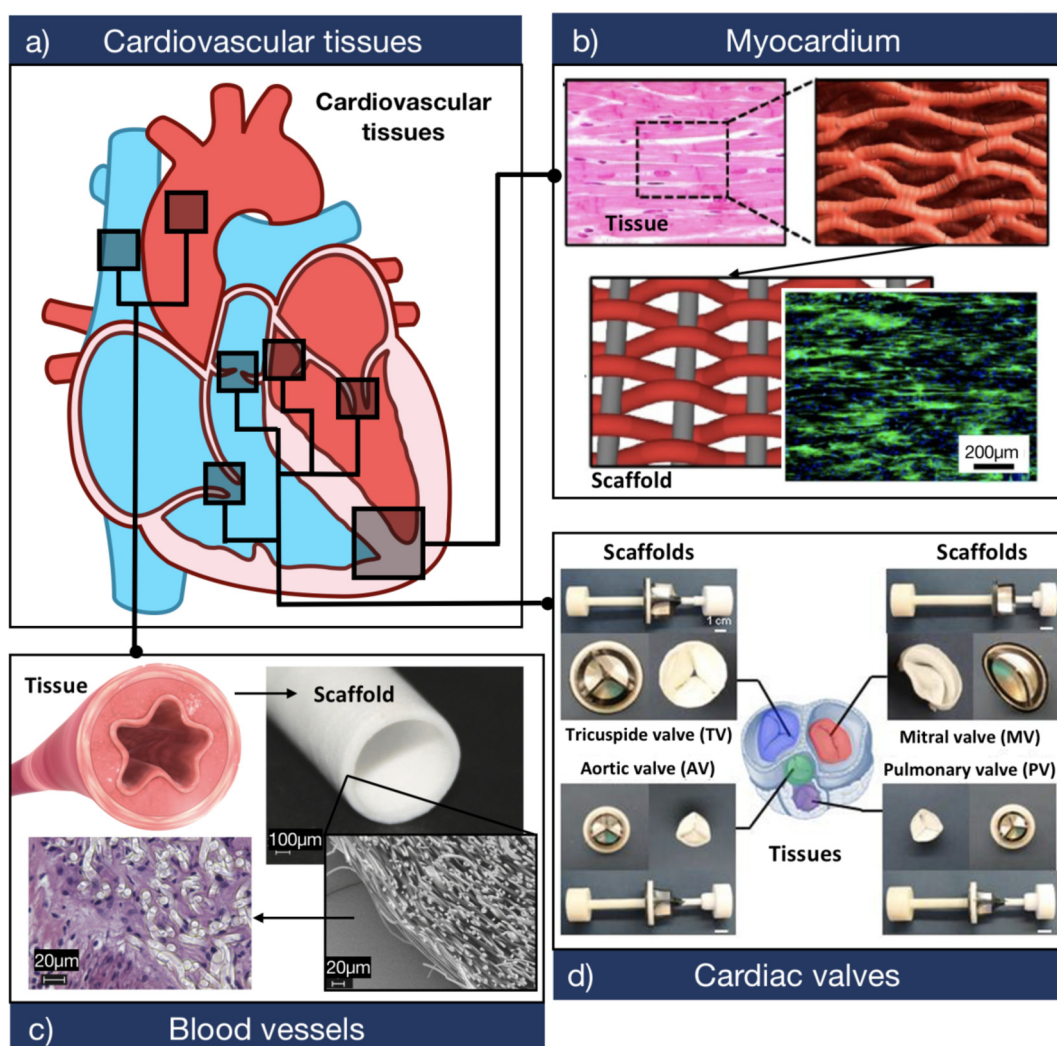 a) Cardiovascular tissues
Cardiovascular
tissues
b) Myocardium
Tissue
Scaffold
200µm
Tissue
Scaffold
100µm
20µm
20µm
c) Blood vessels
Scaffolds
Scaffolds
1 cm
Tricuspide valve (TV)
Mitral valve (MV)
Aortic valve (AV)
Pulmonary valve (PV)
Tissues
d) Cardiac valves